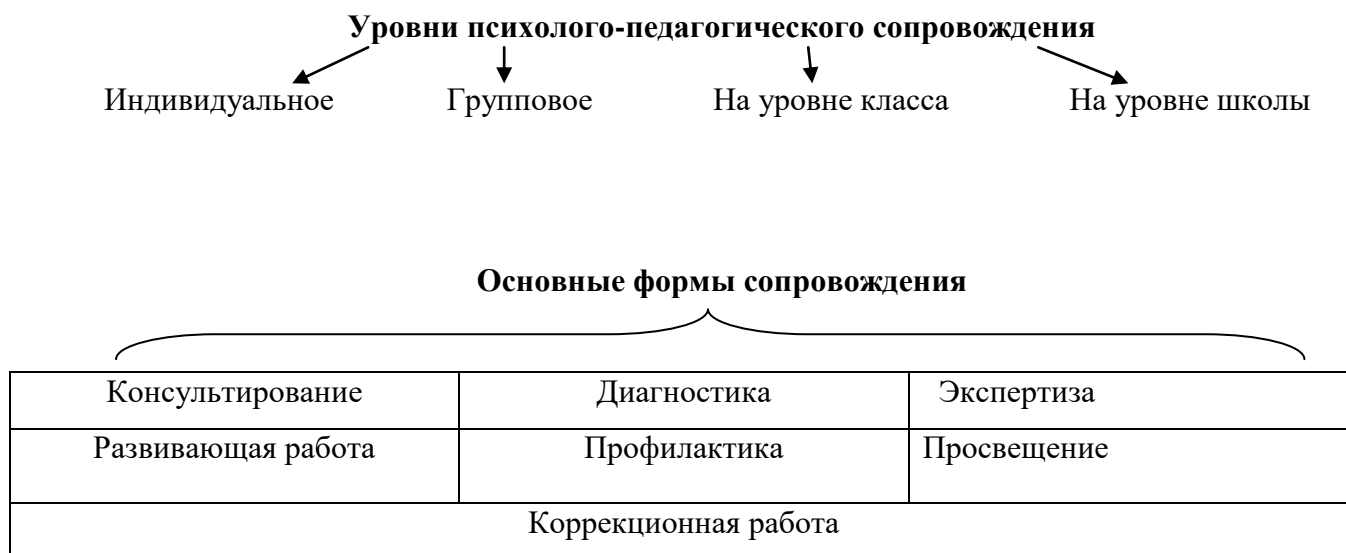 Уровни психолого-педагогического сопровождения
Индивидуальное Групповое На уровне класса На уровне школы
Основные формы сопровождения
Консультирование Диагностика Экспертиза
Развивающая работа Профилактика Просвещение
Коррекционная работа